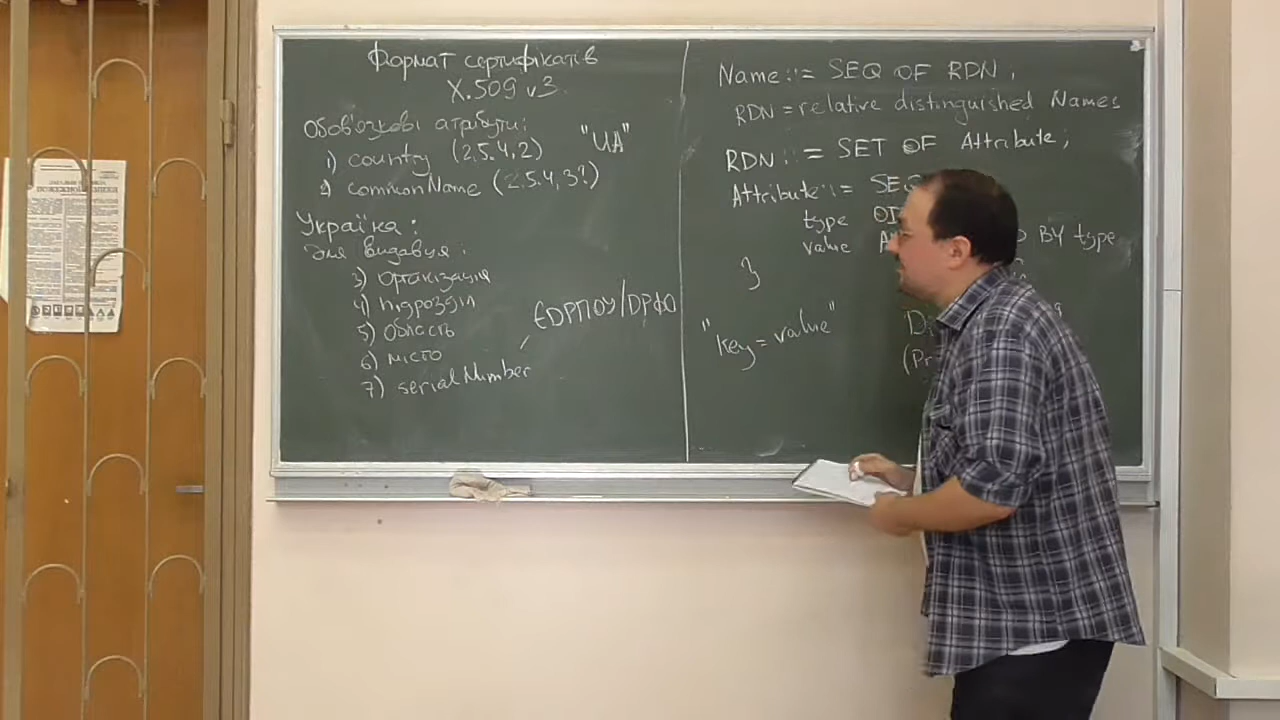 Формат сертифікатів
X.509 v3
Обов'язкові атрибути:
1) country (2.5.4.2) "UA"
2) commonName (2.5.4.3?)
Україна:
Для видавця:
3) Організація
4) підрозділ
5) Область
6) місто
7) serialNumber
ЄДРПОУ/ДРФО
Name ::= SEQ OF RDN;
RDN = relative distinguished Names
RDN ::= SET OF Attribute;
Attribute ::= SEQ
type
value BY type
}
"key = value"